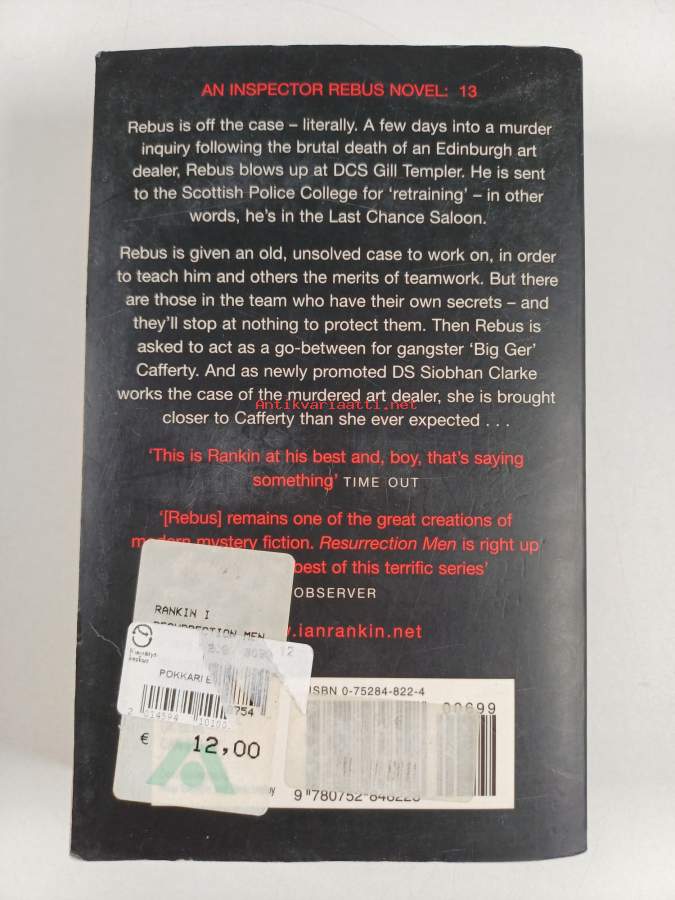 AN INSPECTOR REBUS NOVEL: 13
Rebus is off the case – literally. A few days into a murder
inquiry following the brutal death of an Edinburgh art
dealer, Rebus blows up at DCS Gill Templer. He is sent
to the Scottish Police College for ‘retraining’ – in other
words, he’s in the Last Chance Saloon.
Rebus is given an old, unsolved case to work on, in order
to teach him and others the merits of teamwork. But there
are those in the team who have their own secrets – and
they’ll stop at nothing to protect them. Then Rebus is
asked to act as a go-between for gangster ‘Big Ger’
Cafferty. And as newly promoted DS Siobhan Clarke
works the case of the murdered art dealer, she is brought
Antikvariaatti.net
closer to Cafferty than she ever expected . . .
‘This is Rankin at his best and, boy, that’s saying
something’ TIME OUT
‘[Rebus] remains one of the great creations of
modern mystery fiction. Resurrection Men is right up
best of this terrific series’
OBSERVER
RANKIN I
RESURRECTION MEN
.ianrankin.net
12
POKKARI E
ISBN 0-75284-822-4
00699
754
€ 12,00
9 780752 848228